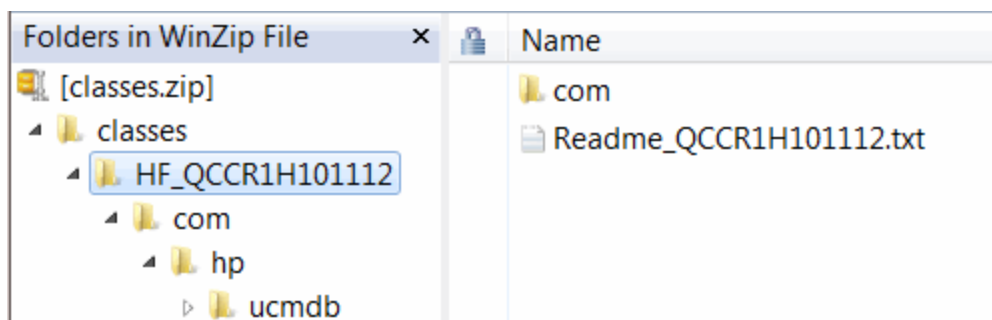 Folders in WinZip File × Name
[classes.zip]
com
classes
Readme_QCCR1H101112.txt
HF_QCCR1H101112
com
hp
ucmdb